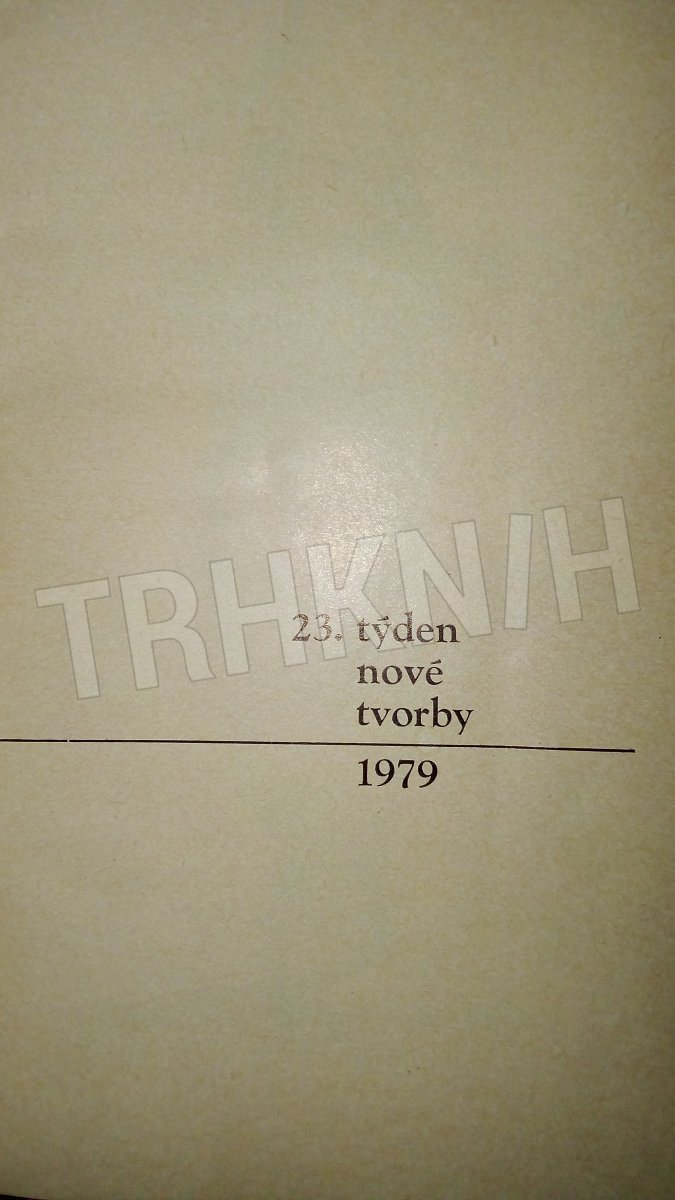 TRHKNIH
23. týden
nové
tvorby
1979